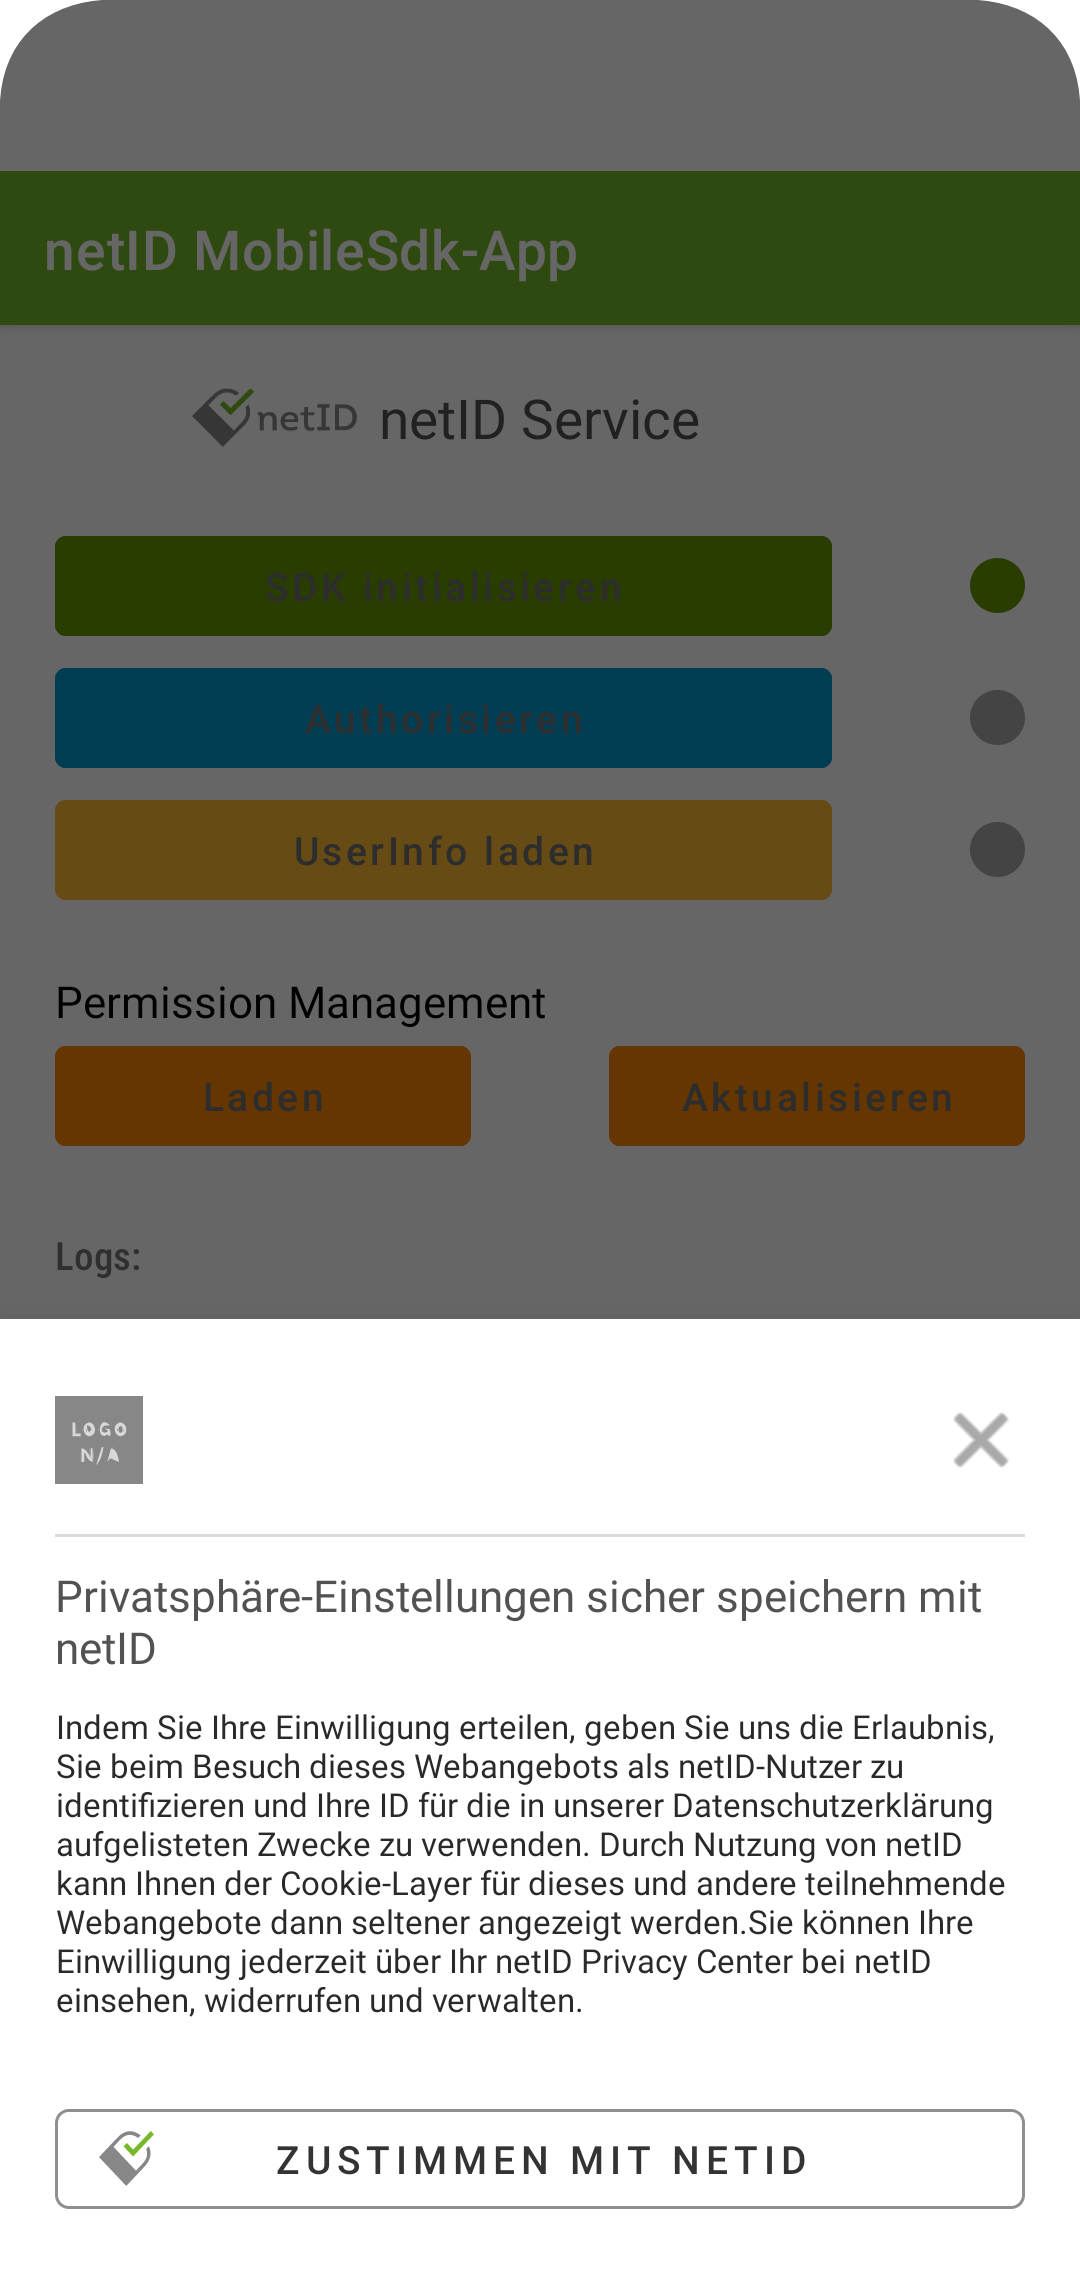 netID MobileSdk-App
netID netID Service
SDK initialisieren
Authorisieren
UserInfo laden
Permission Management
Laden Aktualisieren
Logs:
LOGO
N/A
Privatsphäre-Einstellungen sicher speichern mit
netID
Indem Sie Ihre Einwilligung erteilen, geben Sie uns die Erlaubnis,
Sie beim Besuch dieses Webangebots als netID-Nutzer zu
identifizieren und Ihre ID für die in unserer Datenschutzerklärung
aufgelisteten Zwecke zu verwenden. Durch Nutzung von netID
kann Ihnen der Cookie-Layer für dieses und andere teilnehmende
Webangebote dann seltener angezeigt werden.Sie können Ihre
Einwilligung jederzeit über Ihr netID Privacy Center bei netID
einsehen, widerrufen und verwalten.
ZUSTIMMEN MIT NETID